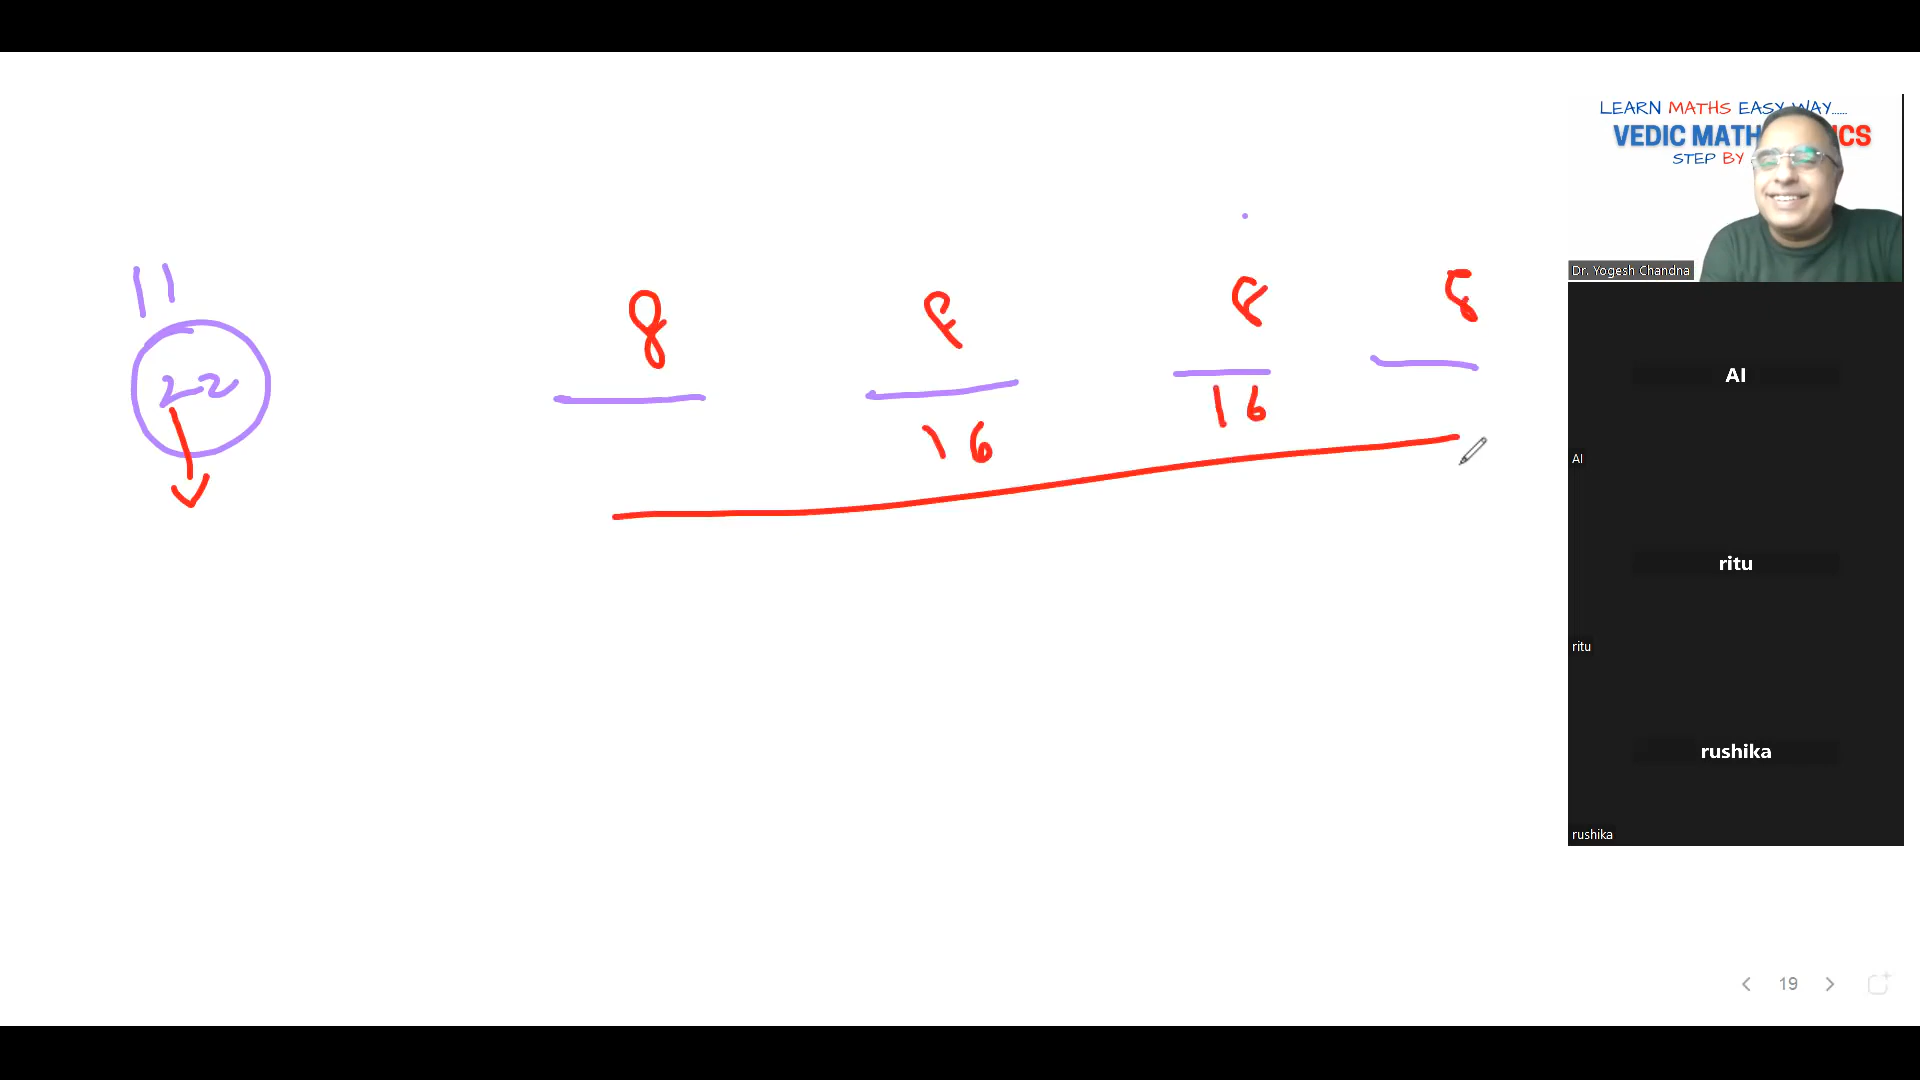 LEARN MATHS EASY WAY......
VEDIC MATH ICS
STEP BY
Dr. Yogesh Chandna
11
22
8 8 8 8
16 16
AI
AI
ritu
ritu
rushika
rushika
19